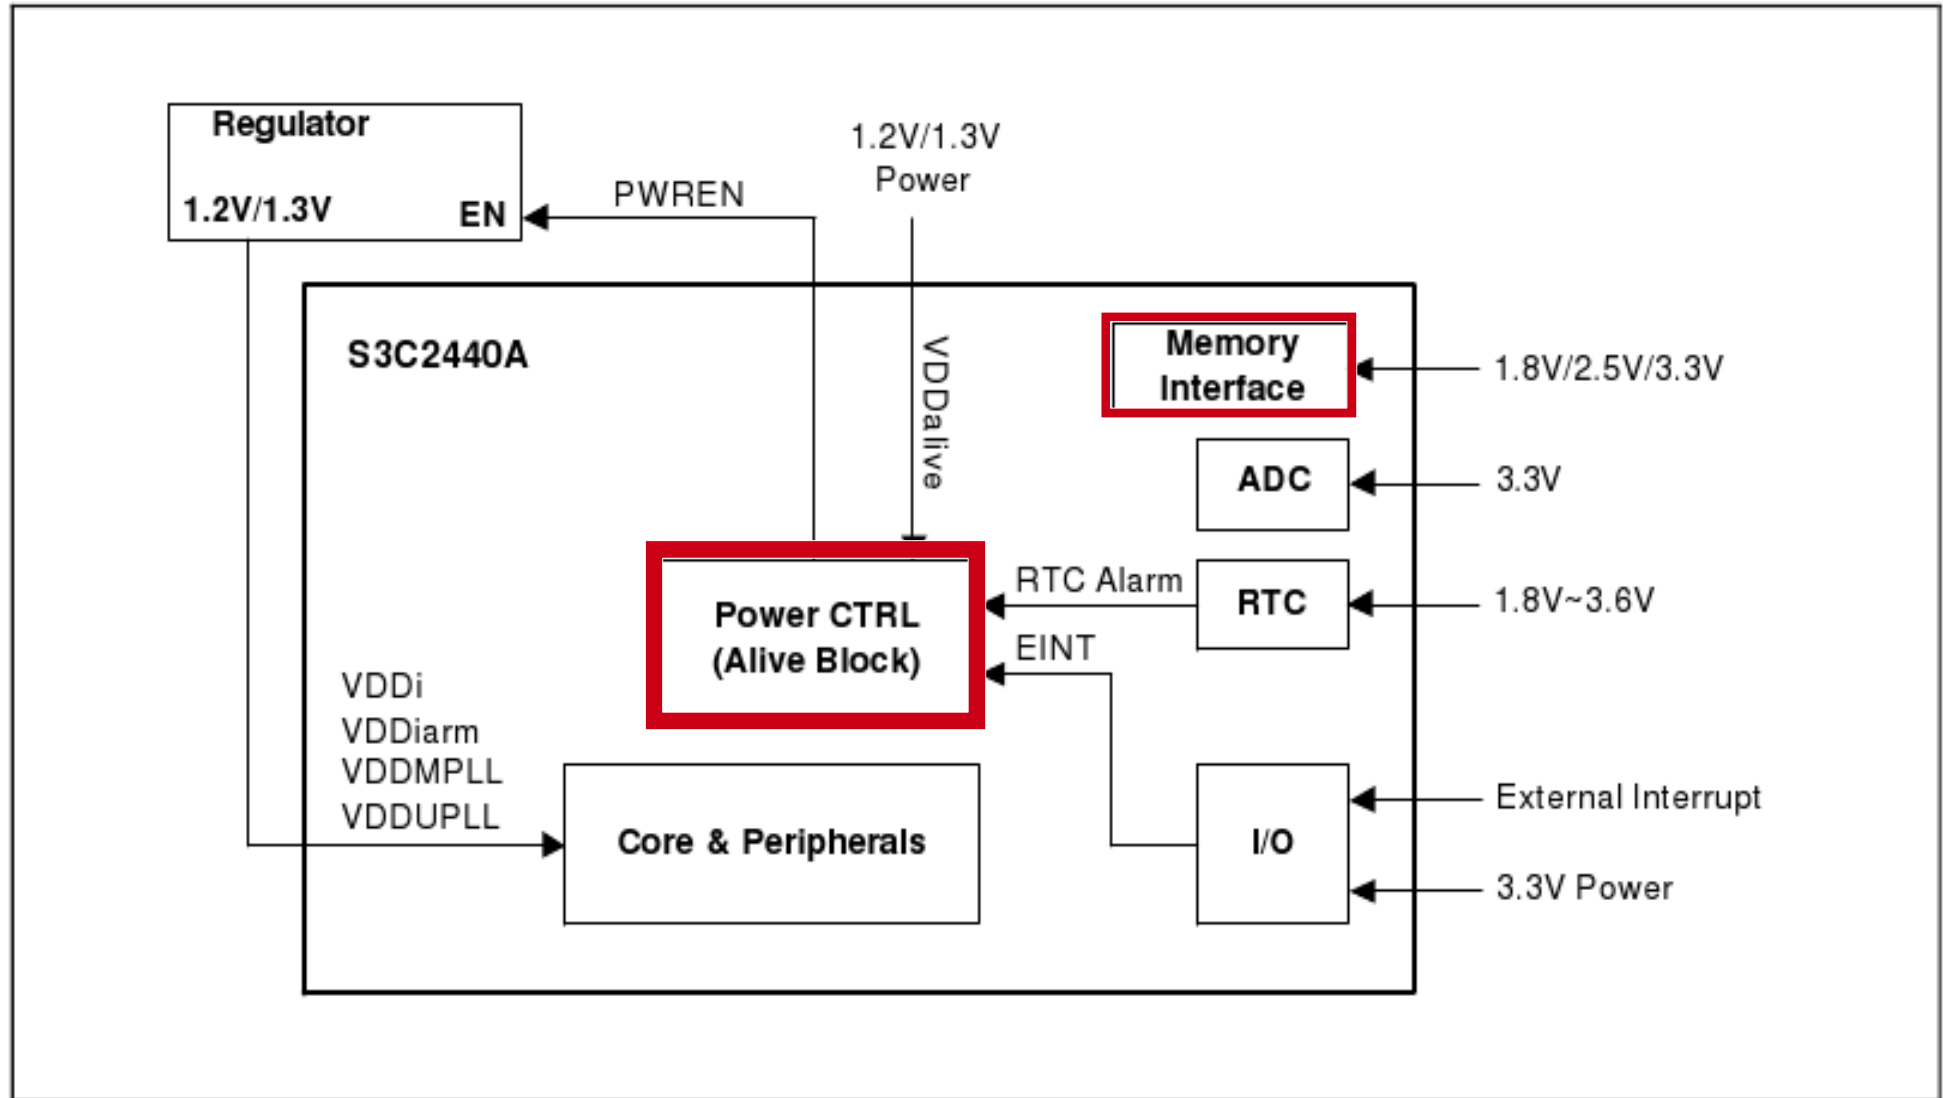 Regulator
1.2V/1.3V
EN
PWREN
1.2V/1.3V
Power
VDDalive
S3C2440A
Memory
Interface
1.8V/2.5V/3.3V
ADC
3.3V
Power CTRL
(Alive Block)
RTC Alarm
RTC
1.8V~3.6V
EINT
VDDi
VDDiarm
VDDMPLL
VDDUPLL
Core & Peripherals
I/O
External Interrupt
3.3V Power